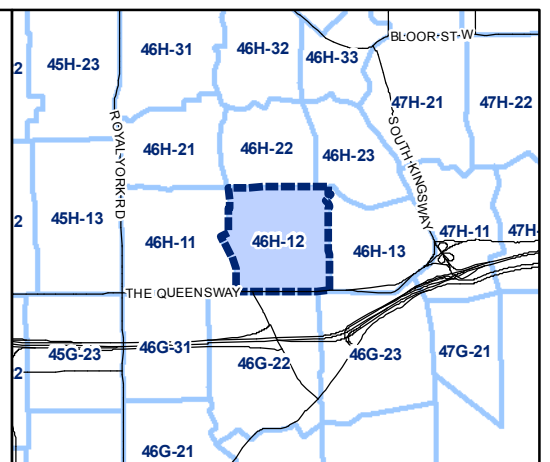 BLOOR ST W
46H-31
46H-32
46H-33
45H-23
2
47H-21
47H-22
ROYAL YORK RD
SOUTH KINGSWAY
46H-21
46H-22
46H-23
45H-13
2
46H-11
46H-12
46H-13
47H-11
47H-
THE QUEENSWAY
45G-23
46G-31
46G-22
46G-23
47G-21
2
46G-21